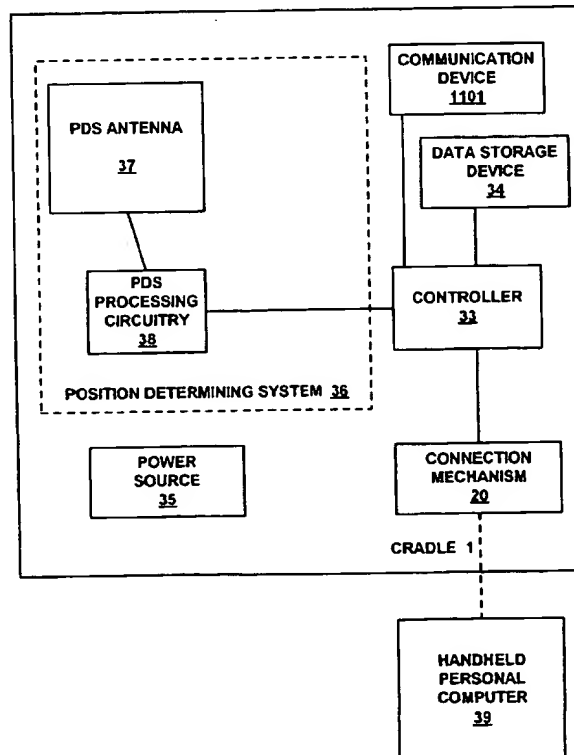 COMMUNICATION
DEVICE
1101
PDS ANTENNA
37
DATA STORAGE
DEVICE
34
PDS
PROCESSING
CIRCUITRY
38
CONTROLLER
33
POSITION DETERMINING SYSTEM 36
POWER
SOURCE
35
CONNECTION
MECHANISM
20
CRADLE 1
HANDHELD
PERSONAL
COMPUTER
39